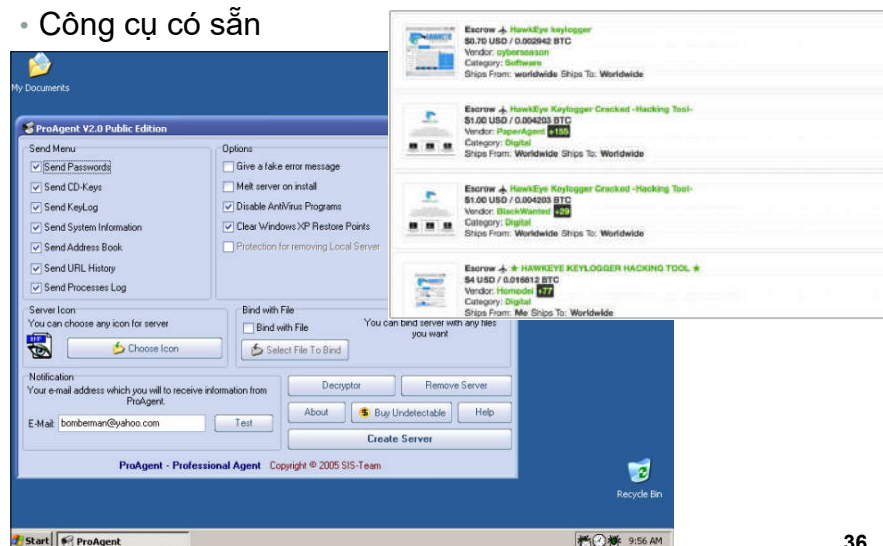 • Công cụ có sẵn
My Documents
ProAgent V2.0 Public Edition
Send Menu
Send Passwords
Send CD-Keys
Send KeyLog
Send System Information
Send Address Book
Send URL History
Send Processes Log
Options
Give a fake error message
Melt server on install
Disable AntiVirus Programs
Clear Windows XP Restore Points
Protection for removing Local Server
Server Icon
You can choose any icon for server
Choose Icon
Bind with File
Bind with File
You can bind server with any files
you want
Select File To Bind
Notification
Your e-mail address which you will to receive information from
ProAgent.
E-Mail: bomberman@yahoo.com
Test
Decryptor
Remove Server
About
Buy Undetectable
Help
Create Server
ProAgent - Professional Agent Copyright © 2005 SIS-Team
Recycle Bin
Start
ProAgent
9:56 AM
Escrow HawkEye keylogger
$0.70 USD / 0.002942 BTC
Vendor: cyberseason
Category: Software
Ships From: worldwide Ships To: Worldwide
Escrow HawkEye Keylogger Cracked -Hacking Tool-
$1.00 USD / 0.004203 BTC
Vendor: PaperAgent +155
Category: Digital
Ships From: Worldwide Ships To: Worldwide
Escrow HawkEye Keylogger Cracked -Hacking Tool-
$1.00 USD / 0.004203 BTC
Vendor: BlackWanted +29
Category: Digital
Ships From: Worldwide Ships To: Worldwide
Escrow ★ HAWKEYE KEYLOGGER HACKING TOOL ★
$4 USD / 0.016812 BTC
Vendor: Homodei +77
Category: Digital
Ships From: Me Ships To: Worldwide
36